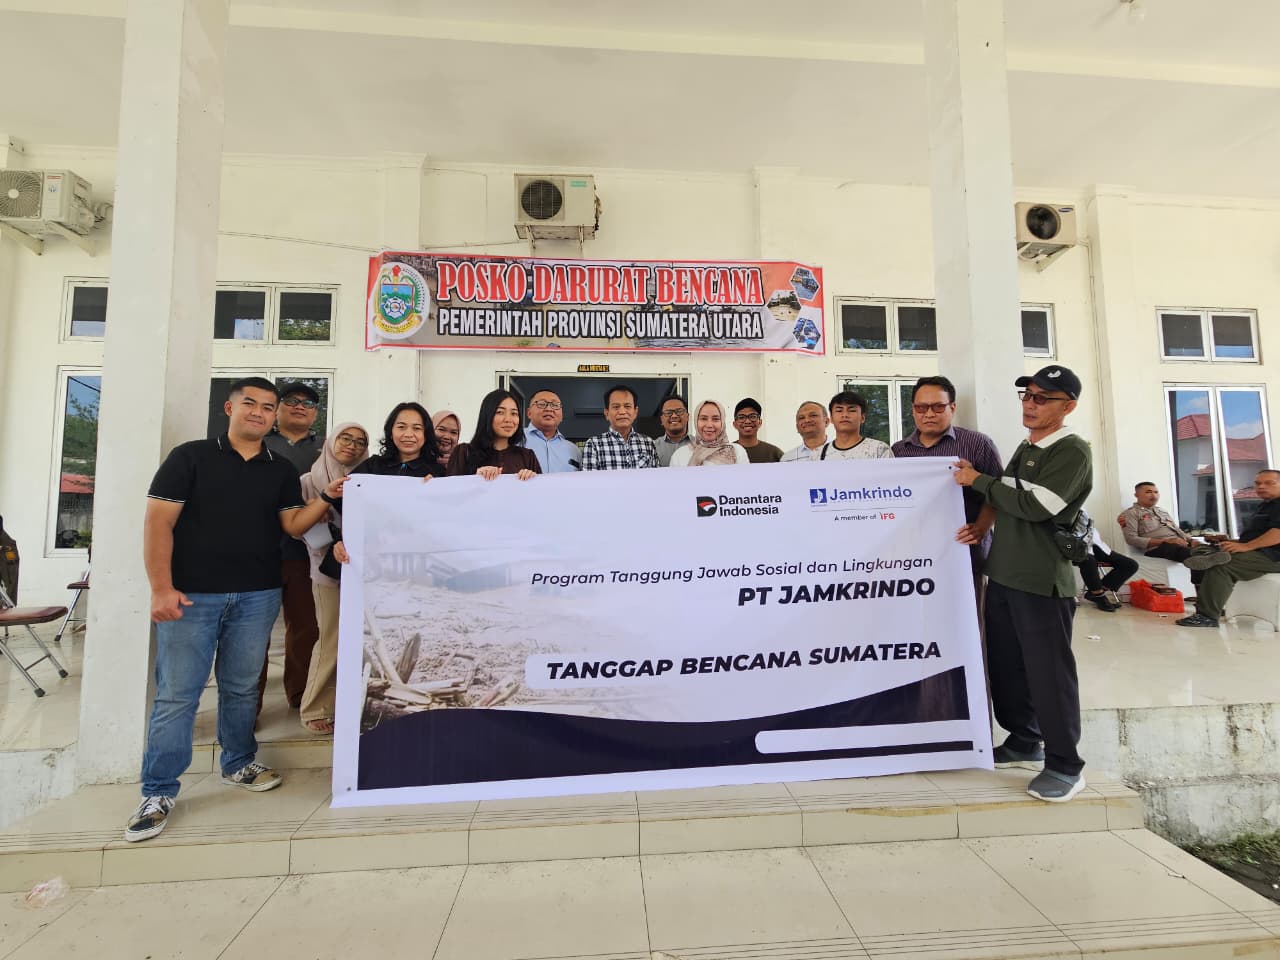 POSKO DARURAT BENCANA
PEMERINTAH PROVINSI SUMATERA UTARA
Danantara
Indonesia
Jamkrindo
A member of IFG
Program Tanggung Jawab Sosial dan Lingkungan
PT JAMKRINDO
TANGGAP BENCANA SUMATERA